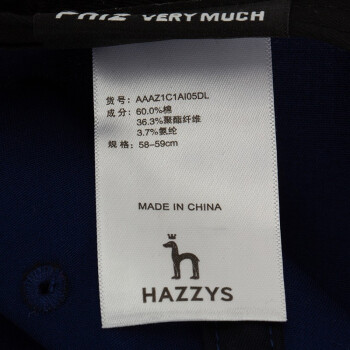 VERY MUCH
货号：AAAZ1C1AI05DL
成分：60.0%棉
36.3%聚酯纤维
3.7%氨纶
规格：58-59cm
MADE IN CHINA
HAZZYS